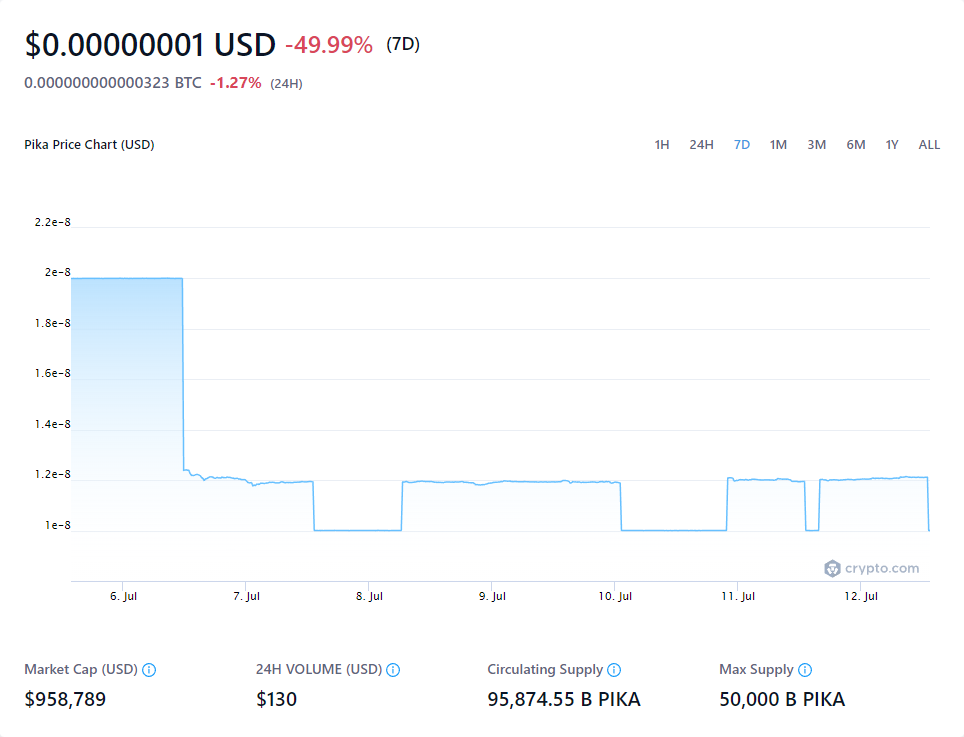 $0.00000001 USD -49.99% (7D)
0.000000000000323 BTC -1.27% (24H)
Pika Price Chart (USD) 1H 24H 7D 1M 3M 6M 1Y ALL
2.2e-8
2e-8
1.8e-8
1.6e-8
1.4e-8
1.2e-8
1e-8
crypto.com
6. Jul 7. Jul 8. Jul 9. Jul 10. Jul 11. Jul 12. Jul
Market Cap (USD) 24H VOLUME (USD) Circulating Supply Max Supply
$958,789 $130 95,874.55 B PIKA 50,000 B PIKA